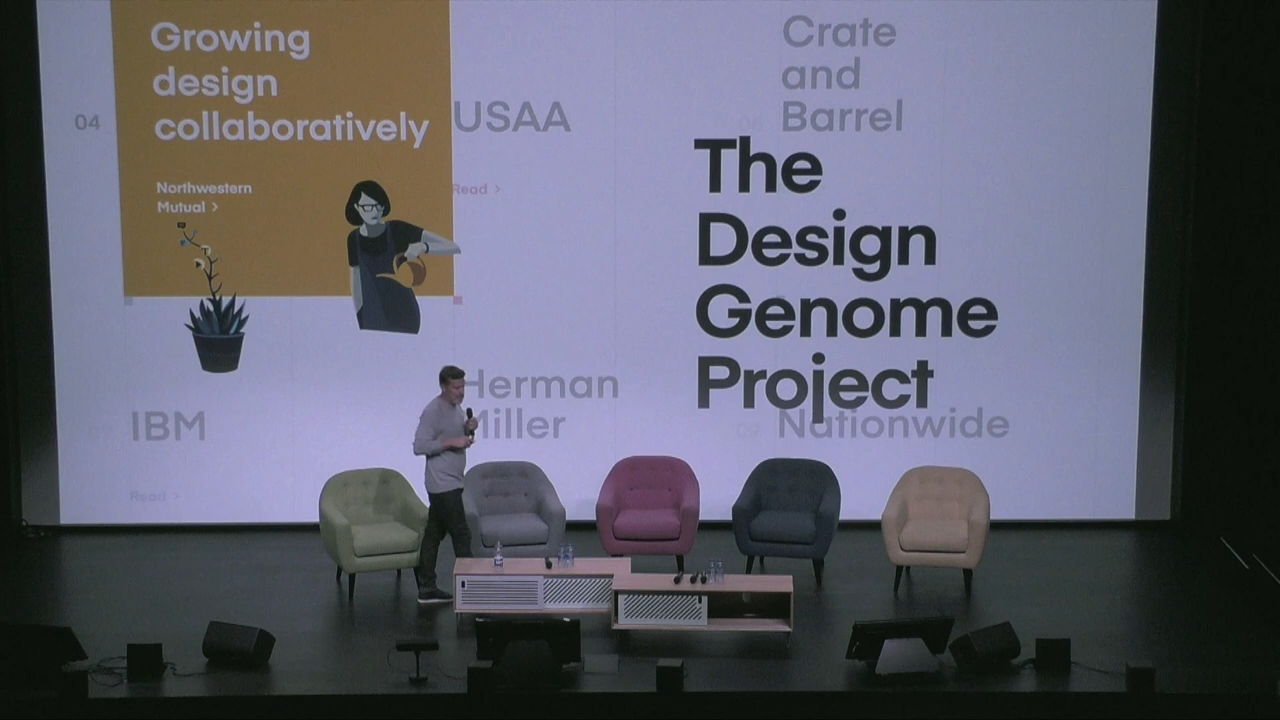 Growing
design
collaboratively
04
Northwestern
Mutual >
USAA
Read >
Crate
and
Barrel
The
Design
Genome
Project
IBM
Read >
Herman
Miller
Nationwide